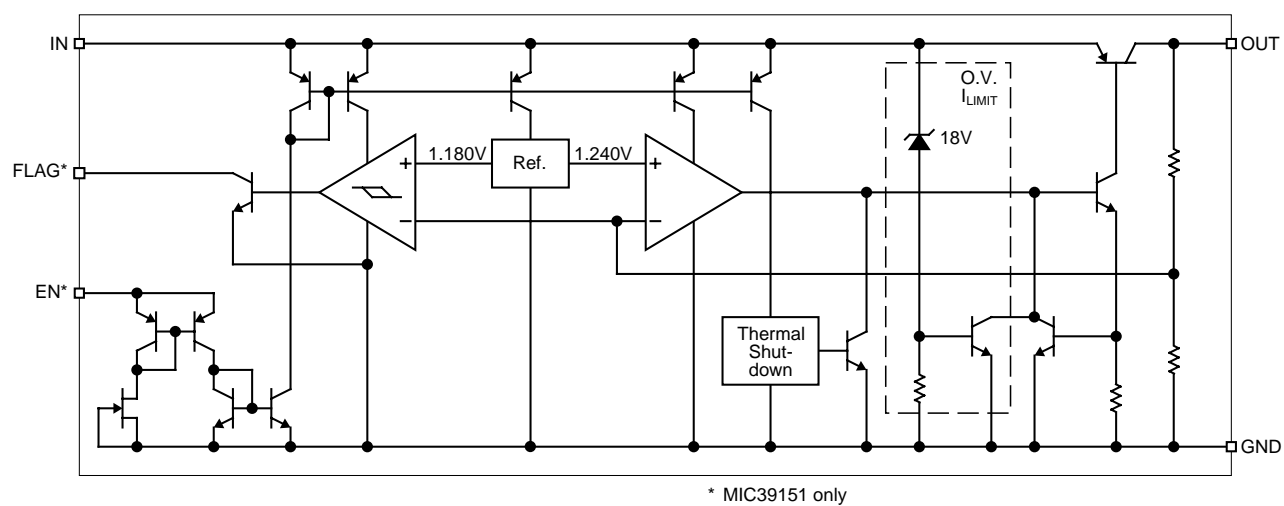 IN
OUT
O.V.
ILIMIT
18V
FLAG*
1.180V
Ref.
1.240V
+
+
−
−
EN*
Thermal
Shut-
down
GND
* MIC39151 only